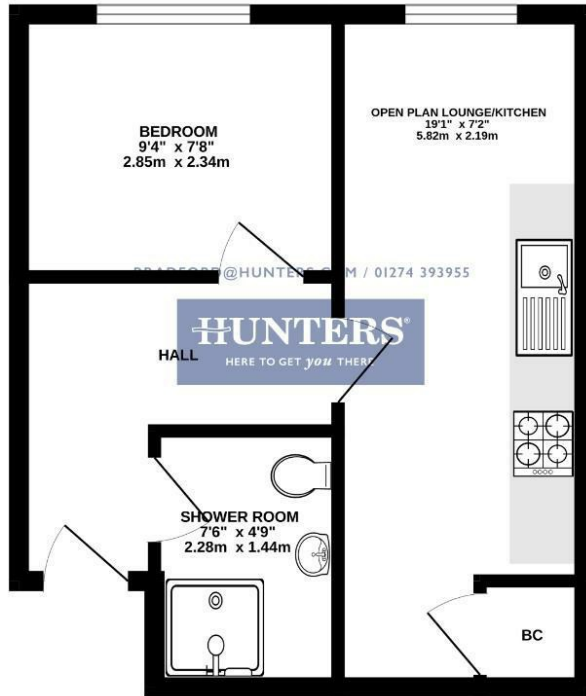 BEDROOM
9'4" x 7'8"
2.85m x 2.34m
OPEN PLAN LOUNGE/KITCHEN
19'1" x 7'2"
5.82m x 2.19m
BRADFORD@HUNTERS.COM / 01274 393955
HUNTERS®
HERE TO GET you THERE
HALL
SHOWER ROOM
7'6" x 4'9"
2.28m x 1.44m
BC